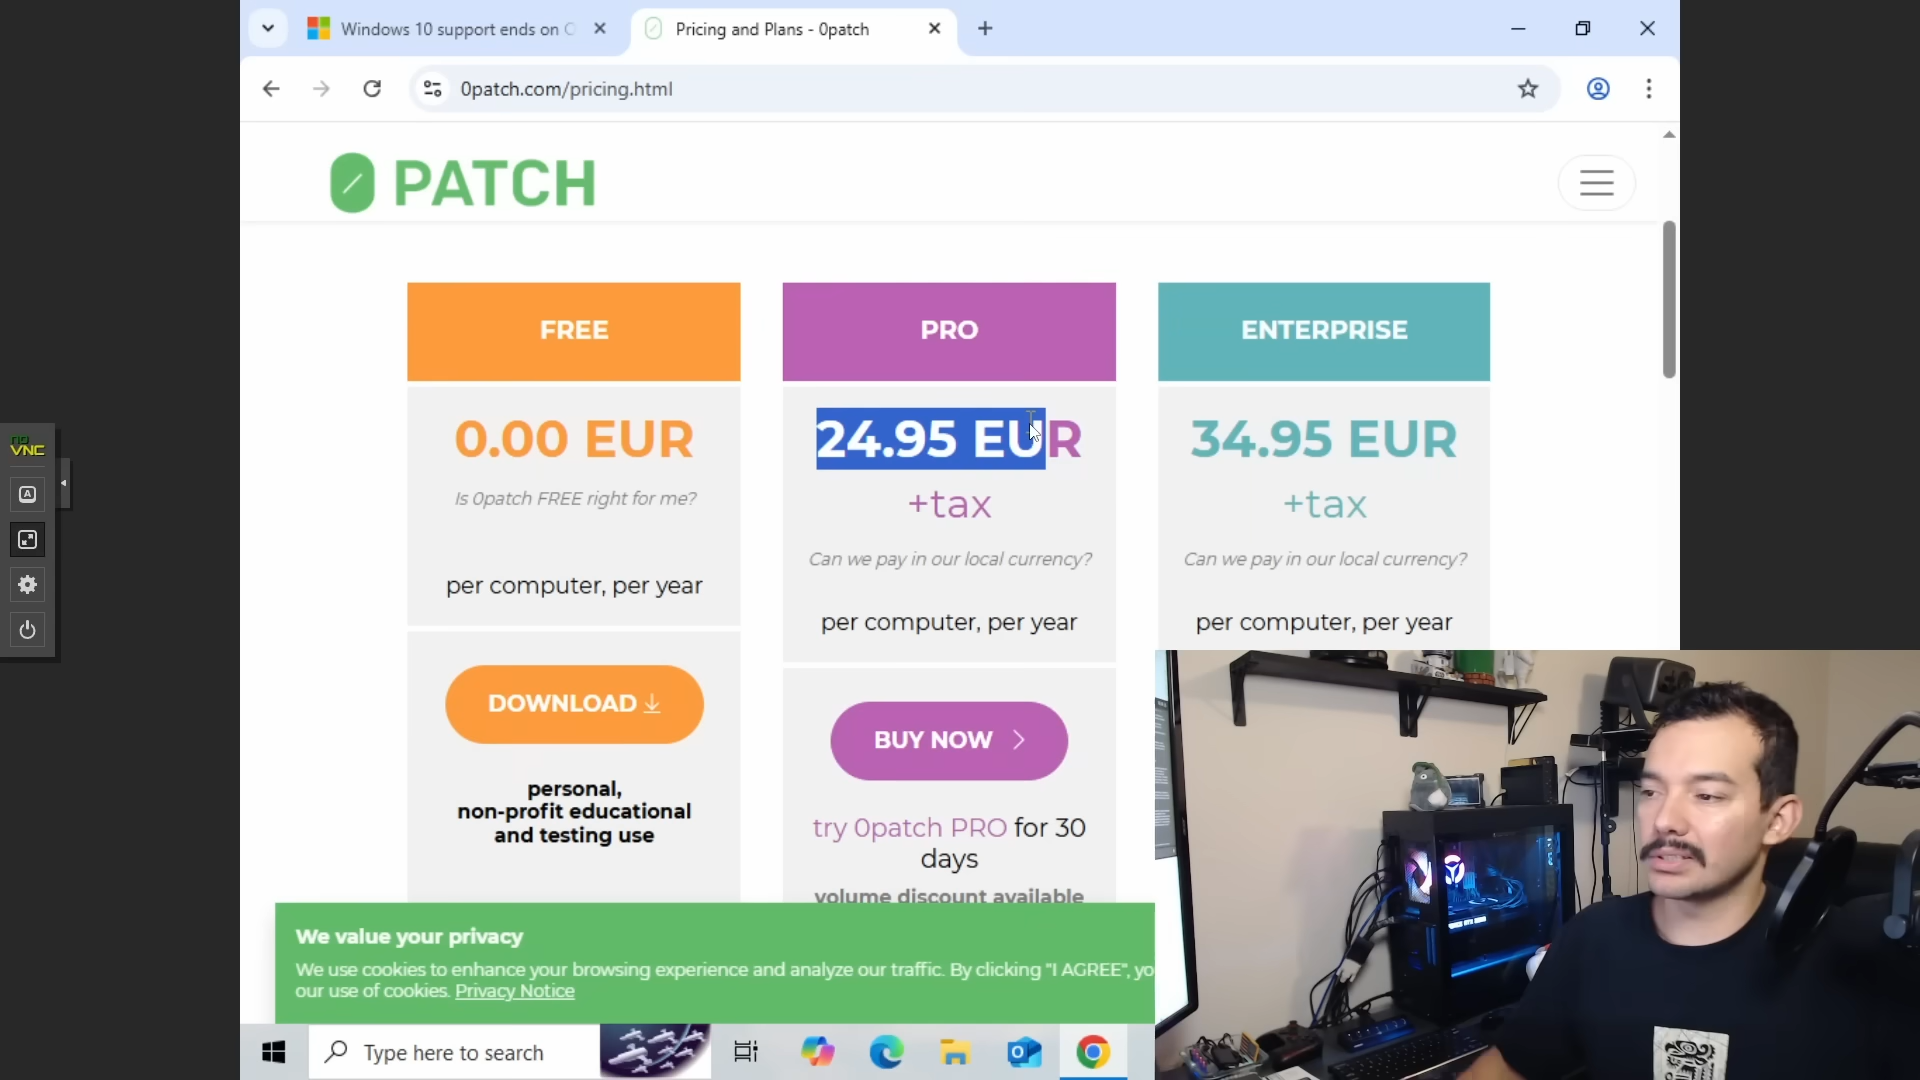 Windows 10 support ends on O
Pricing and Plans - 0patch
0patch.com/pricing.html
0 PATCH
FREE
0.00 EUR
Is 0patch FREE right for me?
per computer, per year
DOWNLOAD
personal,
non-profit educational
and testing use
PRO
24.95 EUR
+tax
Can we pay in our local currency?
per computer, per year
BUY NOW
try 0patch PRO for 30
days
volume discount available
ENTERPRISE
34.95 EUR
+tax
Can we pay in our local currency?
per computer, per year
We value your privacy
We use cookies to enhance your browsing experience and analyze our traffic. By clicking "I AGREE", yo
our use of cookies. Privacy Notice
Type here to search
no
VNC
A